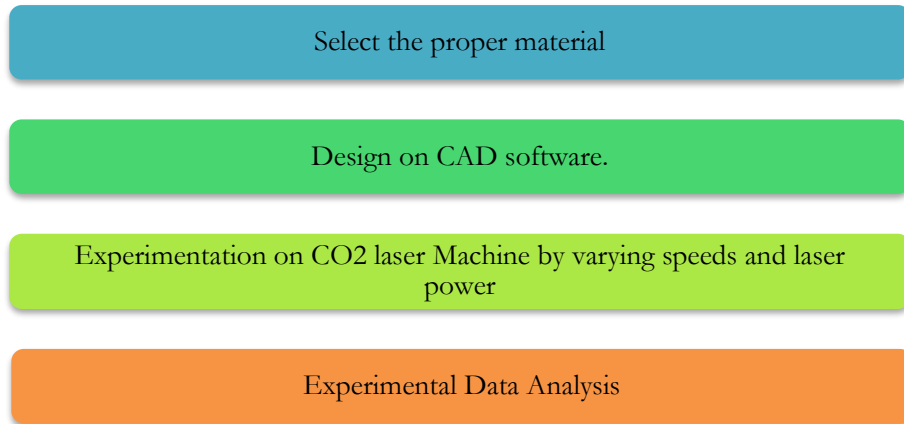 Select the proper material
Design on CAD software.
Experimentation on CO2 laser Machine by varying speeds and laser
power
Experimental Data Analysis